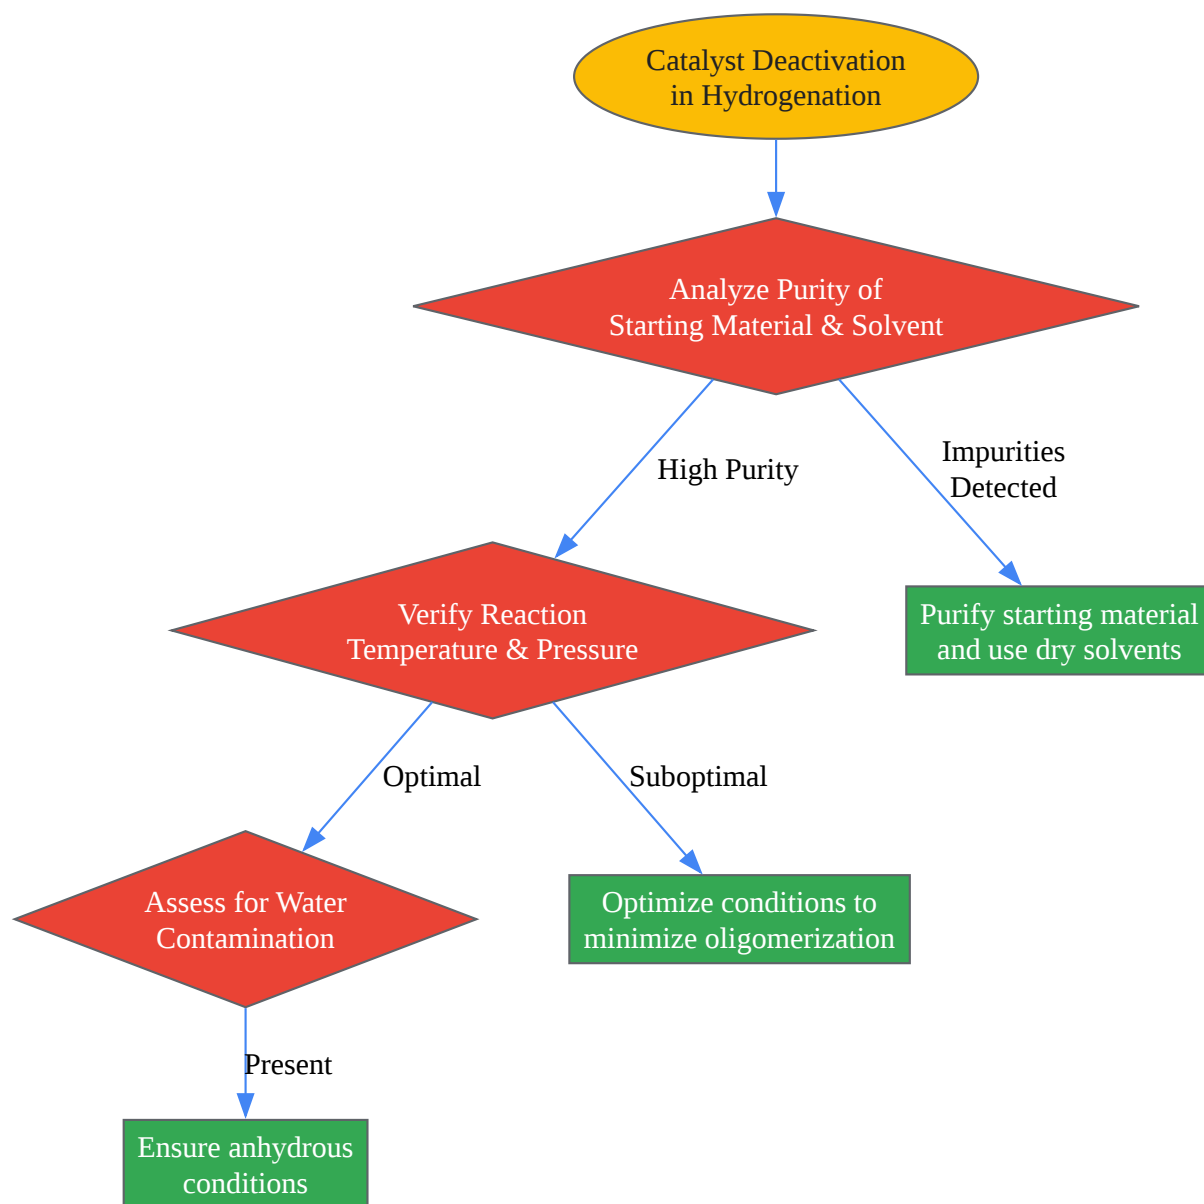 Catalyst Deactivation
in Hydrogenation
Analyze Purity of
Starting Material & Solvent
High Purity
Impurities
Detected
Verify Reaction
Temperature & Pressure
Purify starting material
and use dry solvents
Optimal
Suboptimal
Assess for Water
Contamination
Optimize conditions to
minimize oligomerization
Present
Ensure anhydrous
conditions